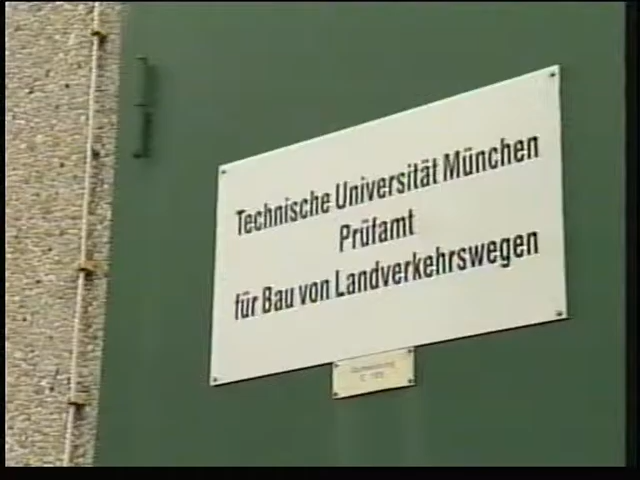 Technische Universität München
Prüfamt
für Bau von Landverkehrswegen